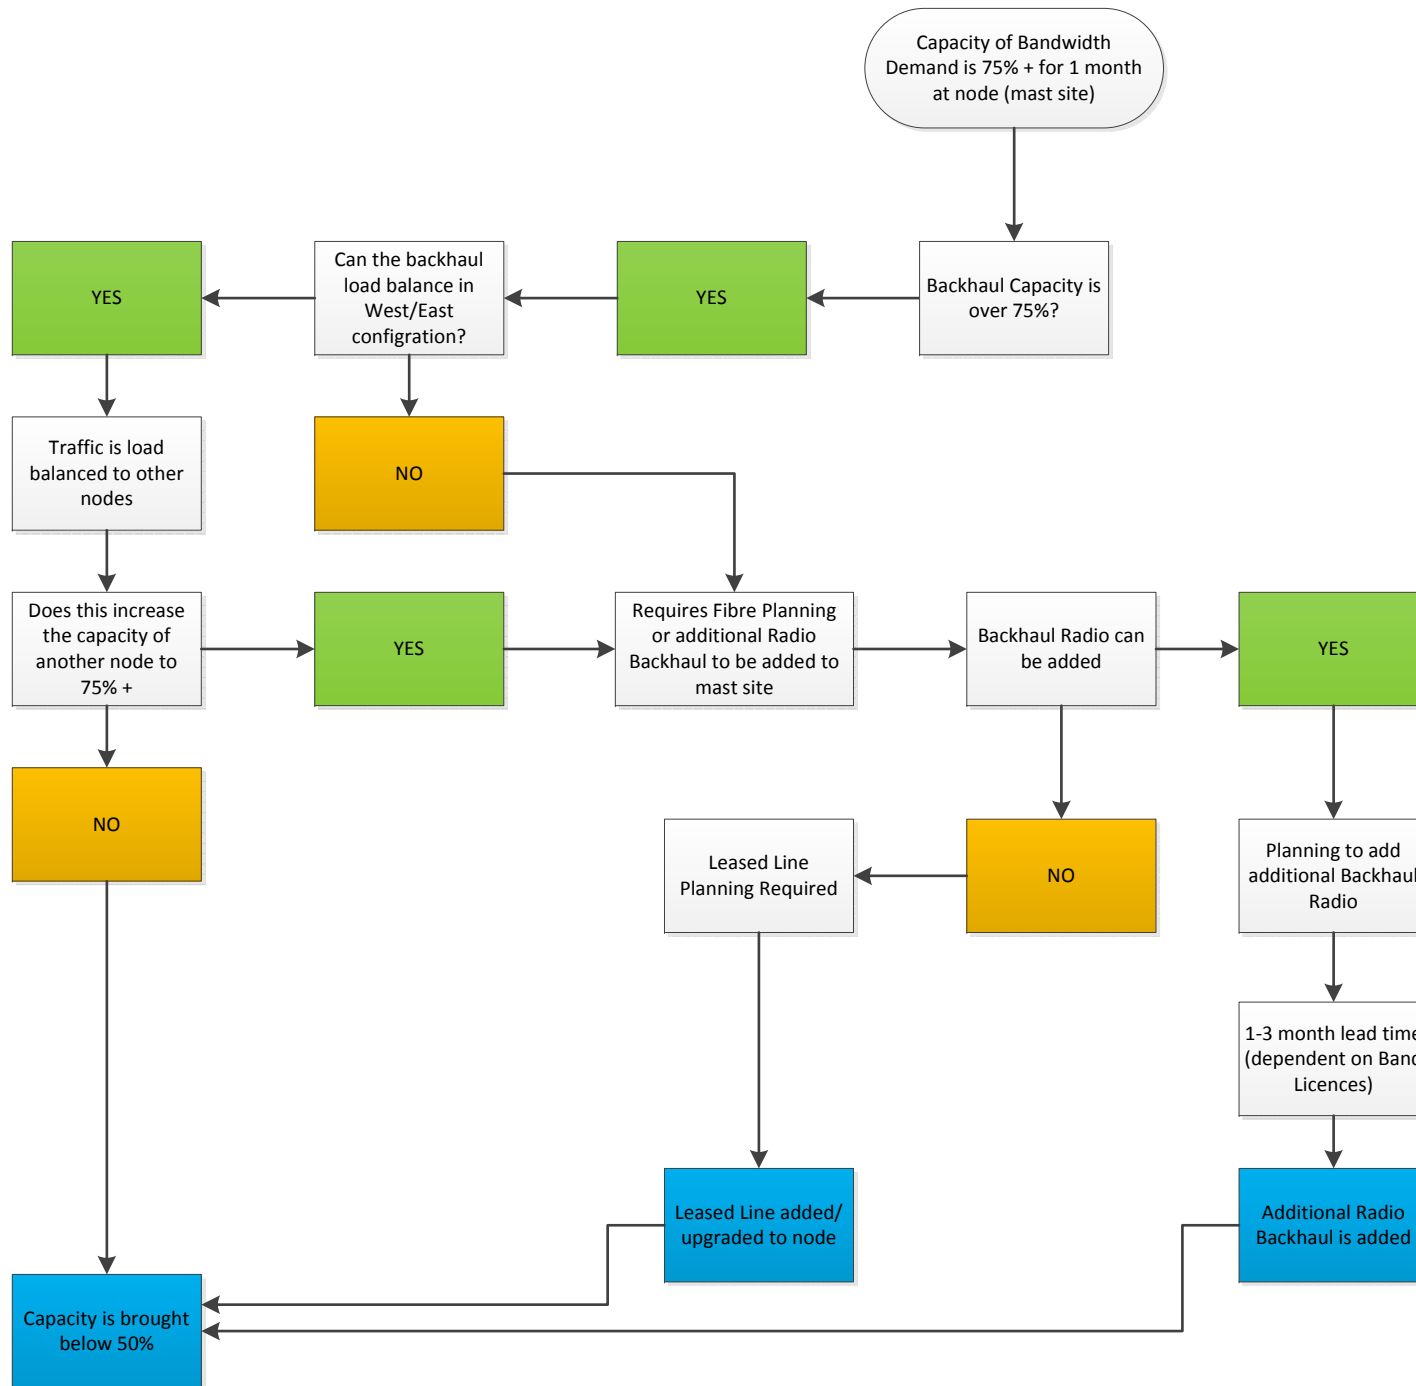 Capacity of Bandwidth
Demand is 75% + for 1 month
at node (mast site)
YES
Can the backhaul
load balance in
West/East
configration?
YES
Backhaul Capacity is
over 75%?
Traffic is load
balanced to other
nodes
NO
Does this increase
the capacity of
another node to
75% +
YES
Requires Fibre Planning
or additional Radio
Backhaul to be added to
mast site
Backhaul Radio can
be added
YES
NO
Leased Line
Planning Required
NO
Planning to add
additional Backhaul
Radio
1-3 month lead time
(dependent on Band
Licences)
Leased Line added/
upgraded to node
Additional Radio
Backhaul is added
Capacity is brought
below 50%